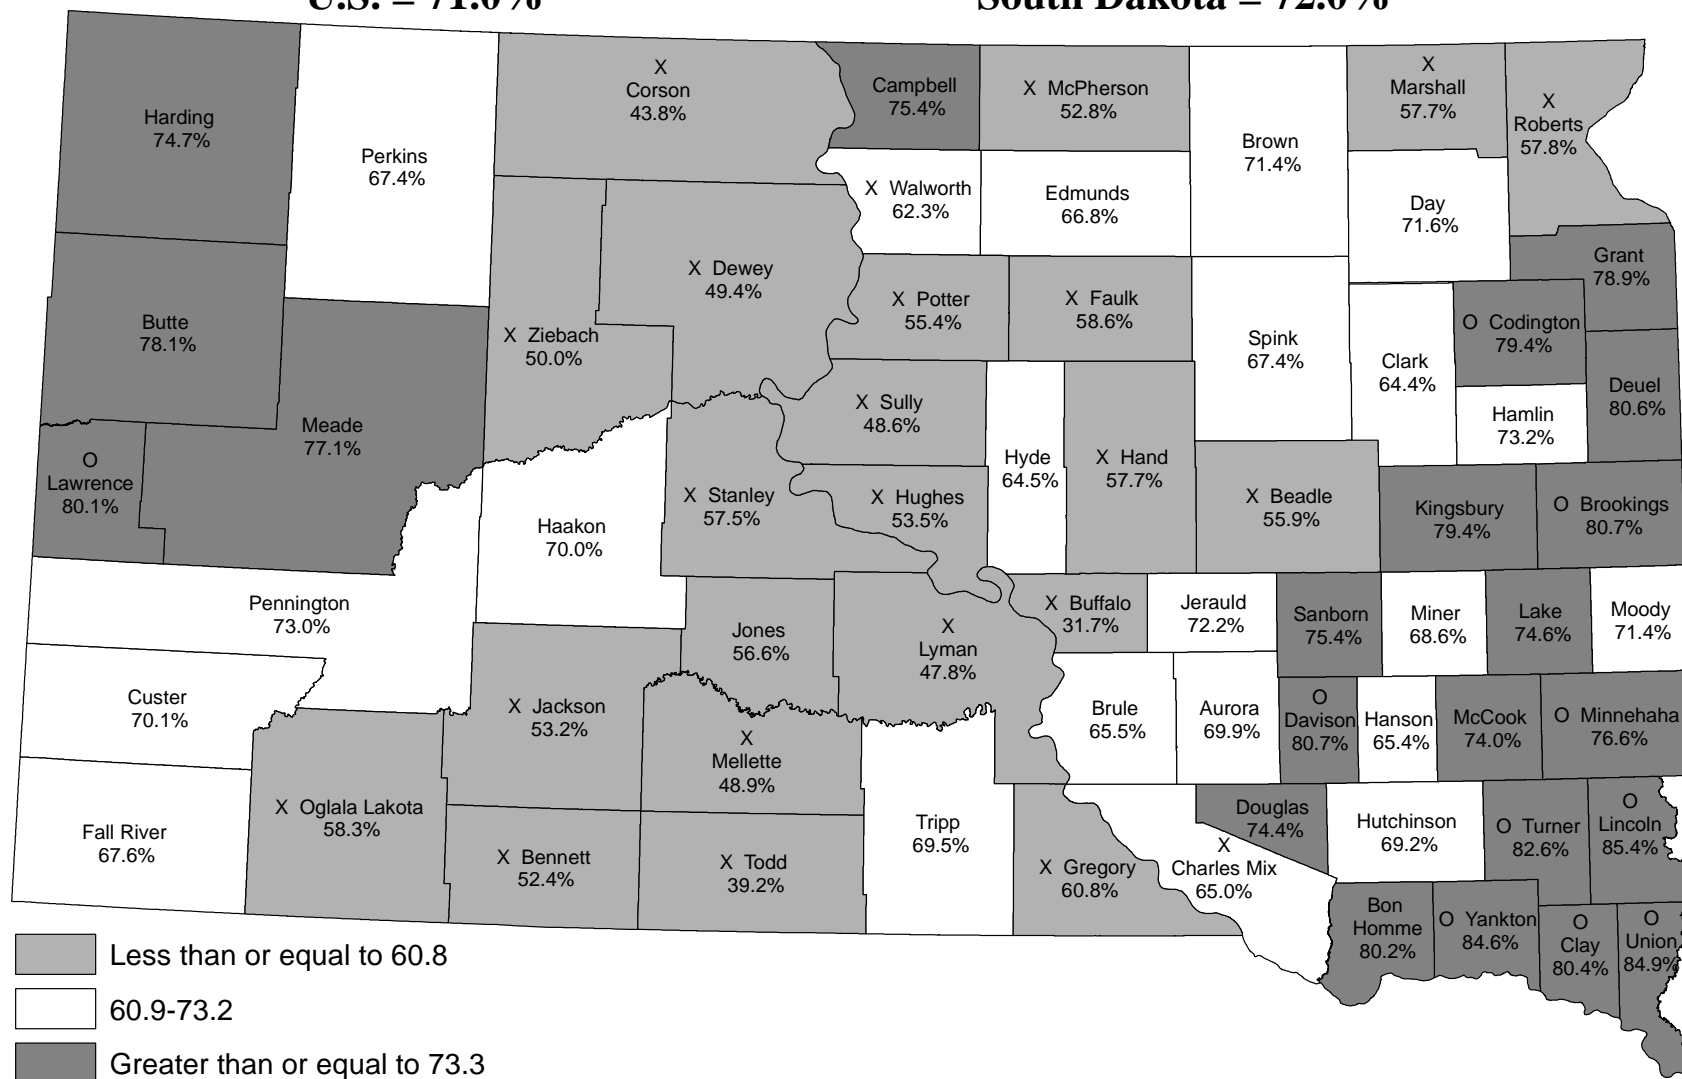 U.S. = 71.0%
South Dakota = 72.0%
Harding
74.7%
Perkins
67.4%
X
Corson
43.8%
Campbell
75.4%
X McPherson
52.8%
Brown
71.4%
X
Marshall
57.7%
X
Roberts
57.8%
X Walworth
62.3%
Edmunds
66.8%
Day
71.6%
Grant
78.9%
Butte
78.1%
X Ziebach
50.0%
X Dewey
49.4%
X Potter
55.4%
X Faulk
58.6%
Spink
67.4%
Clark
64.4%
O Codington
79.4%
Deuel
80.6%
Hamlin
73.2%
Meade
77.1%
O
Lawrence
80.1%
X Sully
48.6%
Hyde
64.5%
X Hand
57.7%
X Beadle
55.9%
Kingsbury
79.4%
O Brookings
80.7%
Haakon
70.0%
X Stanley
57.5%
X Hughes
53.5%
Pennington
73.0%
Jones
56.6%
X
Lyman
47.8%
X Buffalo
31.7%
Jerauld
72.2%
Sanborn
75.4%
Miner
68.6%
Lake
74.6%
Moody
71.4%
Custer
70.1%
X Jackson
53.2%
X
Mellette
48.9%
Brule
65.5%
Aurora
69.9%
O
Davison
80.7%
Hanson
65.4%
McCook
74.0%
O Minnehaha
76.6%
Fall River
67.6%
X Oglala Lakota
58.3%
X Bennett
52.4%
X Todd
39.2%
Tripp
69.5%
X Gregory
60.8%
X
Charles Mix
65.0%
Douglas
74.4%
Hutchinson
69.2%
O Turner
82.6%
O
Lincoln
85.4%
Bon
Homme
80.2%
O Yankton
84.6%
O
Clay
80.4%
O
Union
84.9%
Less than or equal to 60.8
60.9-73.2
Greater than or equal to 73.3